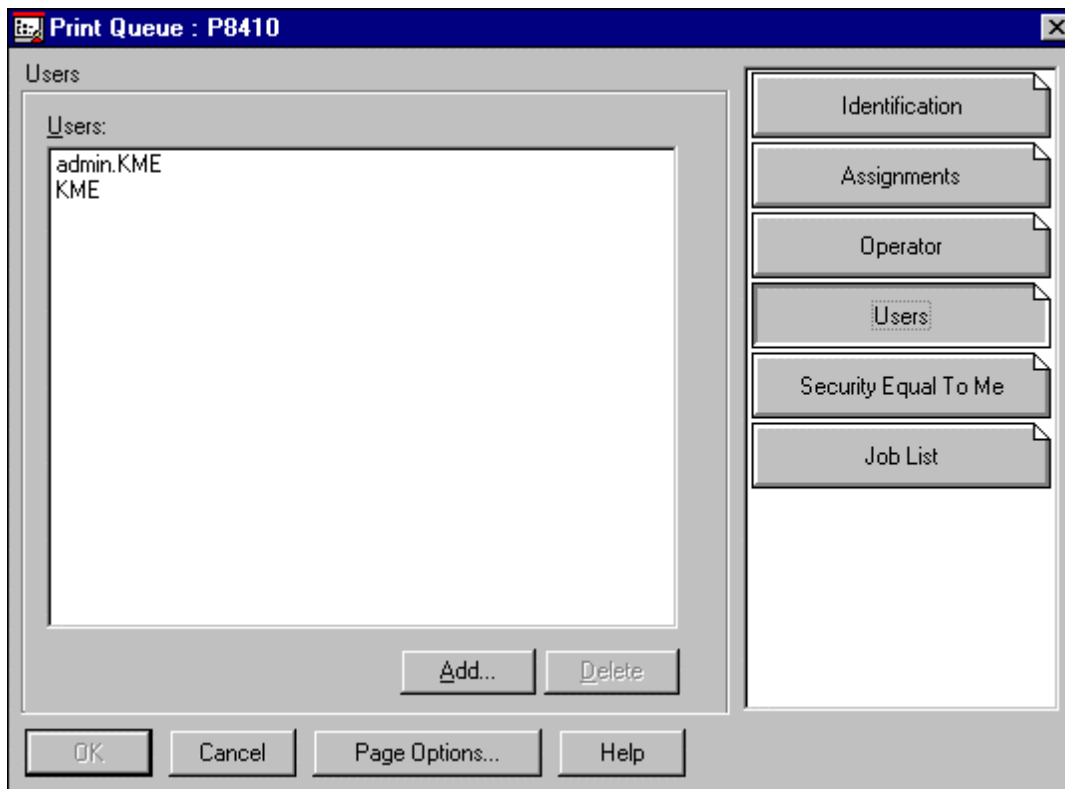 Print Queue : P8410
Users
Users:
admin.KME
KME
Add...
Delete
OK
Cancel
Page Options...
Help
Identification
Assignments
Operator
Users
Security Equal To Me
Job List